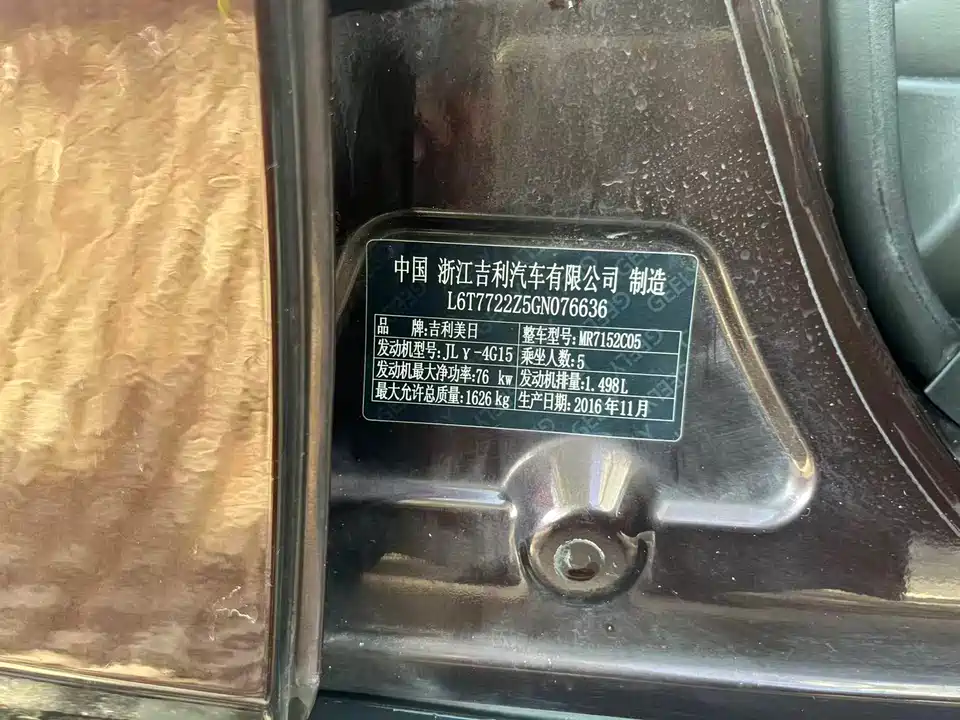 中国 浙江吉利汽车有限公司 制造
L6T7722Z5GN076636
品 牌:吉利美日 整车型号:MR7152C05
发动机型号:JLγ-4G15 乘坐人数:5
发动机最大净功率:76 kw 发动机排量:1.498L
最大允许总质量:1626kg 生产日期:2016年11月